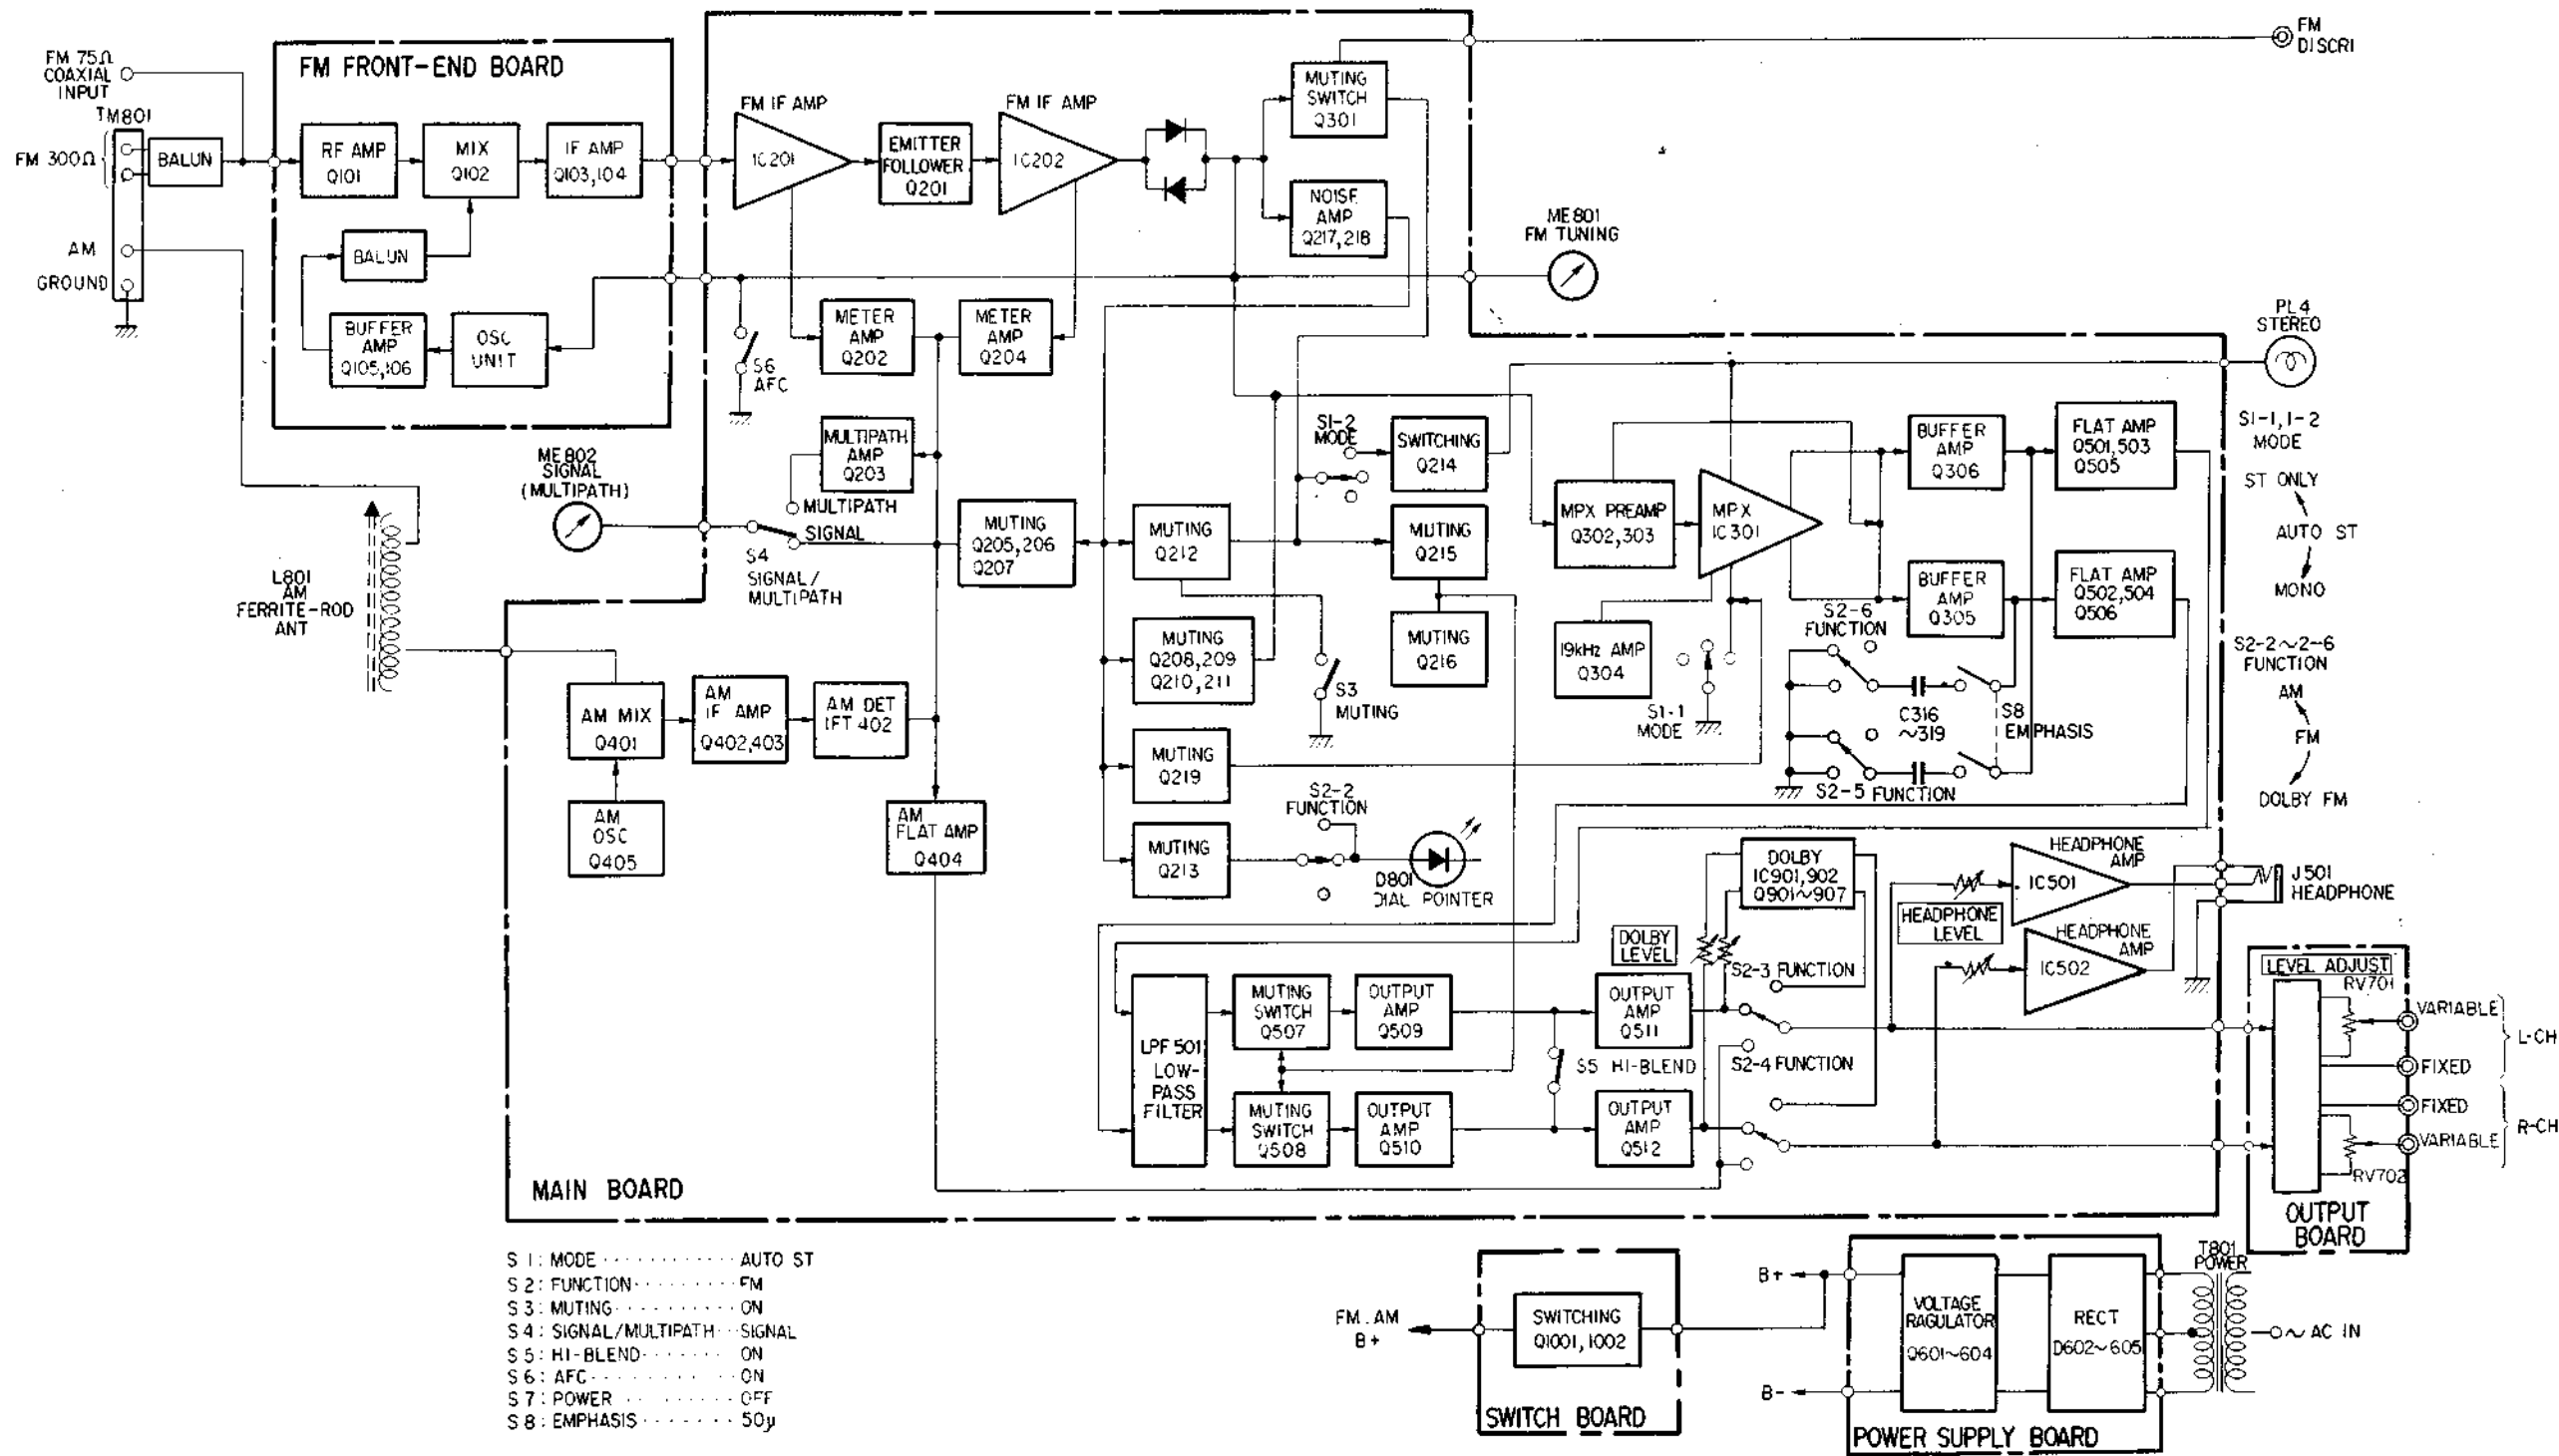 FM 75Ω
COAXIAL
INPUT
TM801
FM 300Ω
BALUN
AM
GROUND
FM FRONT-END BOARD
RF AMP
Q101
MIX
Q102
IF AMP
Q103,104
BALUN
BUFFER
AMP
Q105,106
OSC
UNIT
FM IF AMP
IC201
EMITTER
FOLLOWER
Q201
FM IF AMP
IC202
MUTING
SWITCH
Q301
NOISE
AMP
Q217,218
FM
DISCRI
ME801
FM TUNING
S6
AFC
METER
AMP
Q202
METER
AMP
Q204
MULTIPATH
AMP
Q203
MULTIPATH
SIGNAL
S4
SIGNAL/
MULTIPATH
ME802
SIGNAL
(MULTIPATH)
L801
AM
FERRITE-ROD
ANT
MUTING
Q205,206
Q207
MUTING
Q212
MUTING
Q208,209
Q210,211
MUTING
Q219
MUTING
Q213
S1-2
MODE
SWITCHING
Q214
MUTING
Q215
MUTING
Q216
S3
MUTING
S2-2
FUNCTION
D801
DIAL POINTER
MPX PREAMP
Q302,303
MPX
IC301
19kHz AMP
Q304
S1-1
MODE
BUFFER
AMP
Q306
BUFFER
AMP
Q305
FLAT AMP
Q501,503
Q505
FLAT AMP
Q502,504
Q506
S2-6
FUNCTION
C316
~319
S8
EMPHASIS
S2-5 FUNCTION
PL4
STEREO
S1-1,1-2
MODE
ST ONLY
AUTO ST
MONO
S2-2~2-6
FUNCTION
AM
FM
DOLBY FM
AM MIX
Q401
AM
IF AMP
Q402,403
AM DET
IFT 402
AM
OSC
Q405
AM
FLAT AMP
Q404
DOLBY
IC901,902
Q901~907
DOLBY
LEVEL
HEADPHONE
AMP
IC501
HEADPHONE
LEVEL
HEADPHONE
AMP
IC502
J501
HEADPHONE
LPF501
LOW-
PASS
FILTER
MUTING
SWITCH
Q507
MUTING
SWITCH
Q508
OUTPUT
AMP
Q509
OUTPUT
AMP
Q510
S5 HI-BLEND
OUTPUT
AMP
Q511
OUTPUT
AMP
Q512
S2-3 FUNCTION
S2-4 FUNCTION
LEVEL ADJUST
RV701
VARIABLE
FIXED
L-CH
FIXED
VARIABLE
R-CH
RV702
OUTPUT
BOARD
MAIN BOARD
S 1 : MODE ············ AUTO ST
S 2 : FUNCTION ········· FM
S 3 : MUTING ·········· ON
S 4 : SIGNAL/MULTIPATH ··· SIGNAL
S 5 : HI-BLEND ······· ON
S 6 : AFC ·········· ON
S 7 : POWER ········ OFF
S 8 : EMPHASIS ······· 50μ
FM.AM
B+
SWITCHING
Q1001,1002
SWITCH BOARD
B+
B-
VOLTAGE
RAGULATOR
Q601~604
RECT
D602~605
T801
POWER
AC IN
POWER SUPPLY BOARD